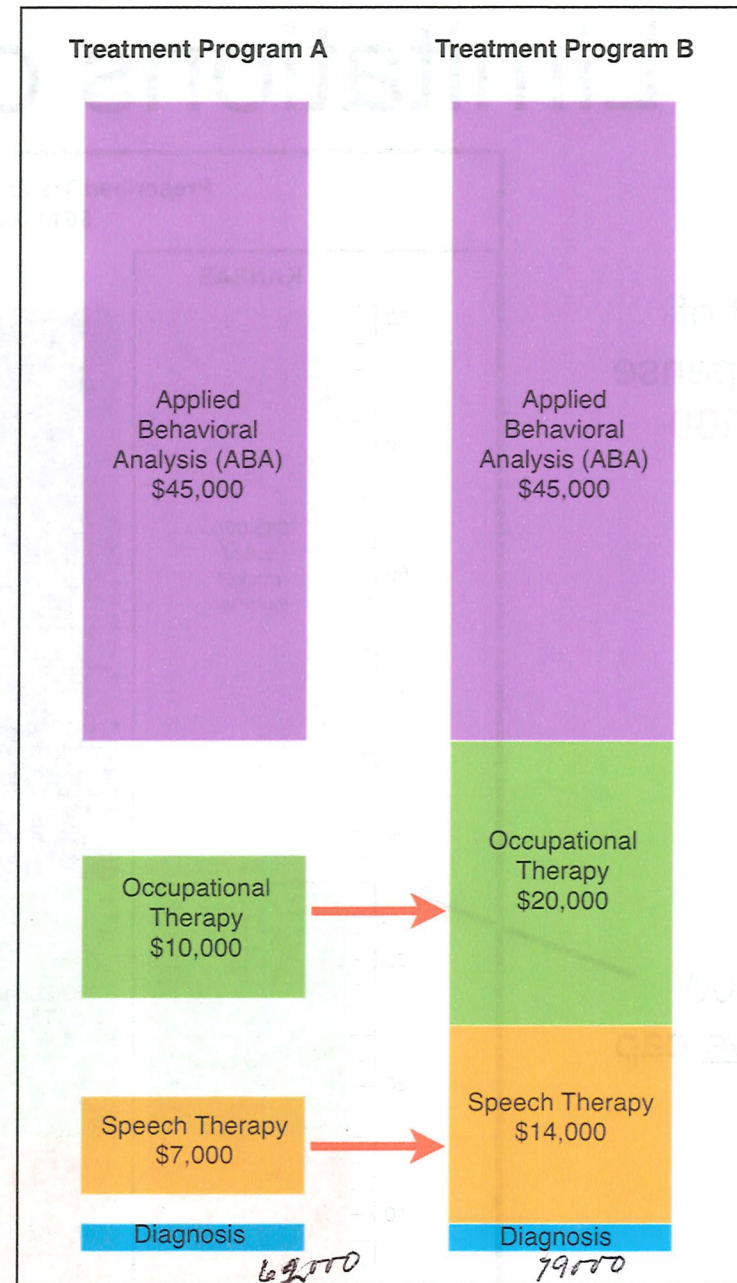 Treatment Program A
Treatment Program B
Applied
Behavioral
Analysis (ABA)
$45,000
Applied
Behavioral
Analysis (ABA)
$45,000
Occupational
Therapy
$10,000
Occupational
Therapy
$20,000
Speech Therapy
$7,000
Speech Therapy
$14,000
Diagnosis
Diagnosis
79000